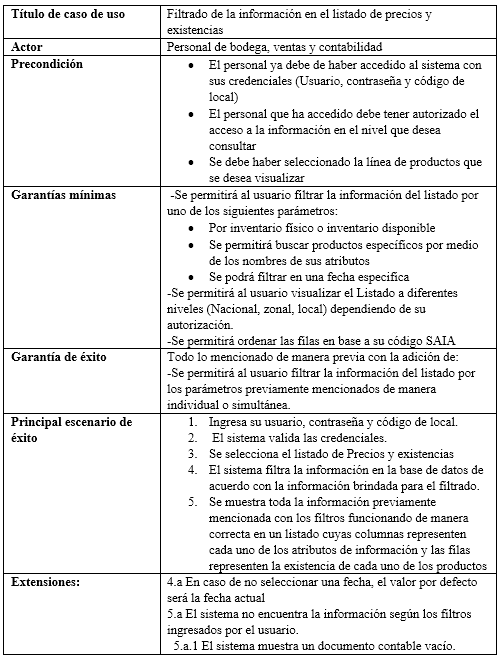 Título de caso de uso
Filtrado de la información en el listado de precios y
existencias
Actor
Personal de bodega, ventas y contabilidad
Precondición
• El personal ya debe de haber accedido al sistema con
sus credenciales (Usuario, contraseña y código de
local)
• El personal que ha accedido debe tener autorizado el
acceso a la información en el nivel que desea
consultar
• Se debe haber seleccionado la línea de productos que
se desea visualizar
Garantías mínimas
-Se permitirá al usuario filtrar la información del listado por
uno de los siguientes parámetros:
• Por inventario físico o inventario disponible
• Se permitirá buscar productos específicos por medio
de los nombres de sus atributos
• Se podrá filtrar en una fecha especifica
-Se permitirá al usuario visualizar el Listado a diferentes
niveles (Nacional, zonal, local) dependiendo de su
autorización.
-Se permitirá ordenar las filas en base a su código SAIA
Garantía de éxito
Todo lo mencionado de manera previa con la adición de:
-Se permitirá al usuario filtrar la información del listado por
los parámetros previamente mencionados de manera
individual o simultánea.
Principal escenario de
éxito
1. Ingresa su usuario, contraseña y código de local.
2. El sistema valida las credenciales.
3. Se selecciona el listado de Precios y existencias
4. El sistema filtra la información en la base de datos de
acuerdo con la información brindada para el filtrado.
5. Se muestra toda la información previamente
mencionada con los filtros funcionando de manera
correcta en un listado cuyas columnas representen
cada uno de los atributos de información y las filas
representen la existencia de cada uno de los productos
Extensiones:
4.a En caso de no seleccionar una fecha, el valor por defecto
será la fecha actual
5.a El sistema no encuentra la información según los filtros
ingresados por el usuario.
5.a.1 El sistema muestra un documento contable vacío.